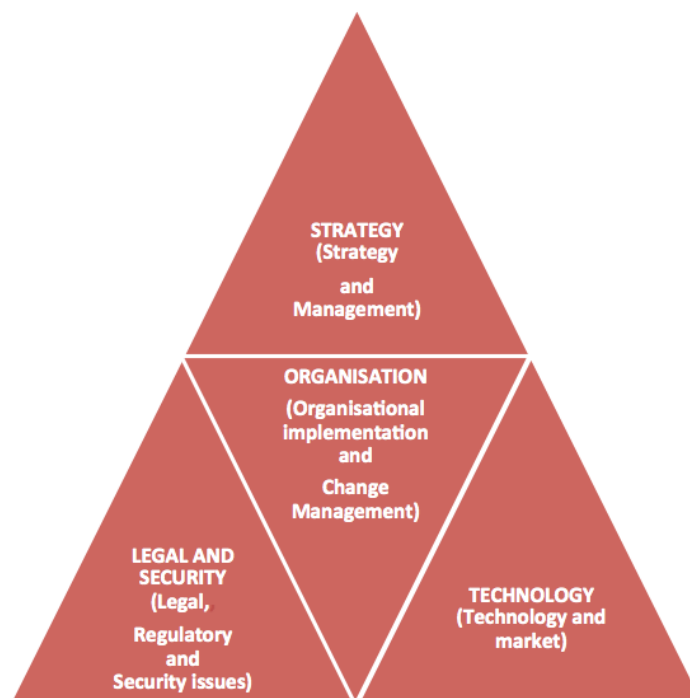 STRATEGY
(Strategy
and
Management)
ORGANISATION
(Organisational
implementation
and
Change
Management)
LEGAL AND
SECURITY
(Legal,
Regulatory
and
Security issues)
TECHNOLOGY
(Technology and
market)